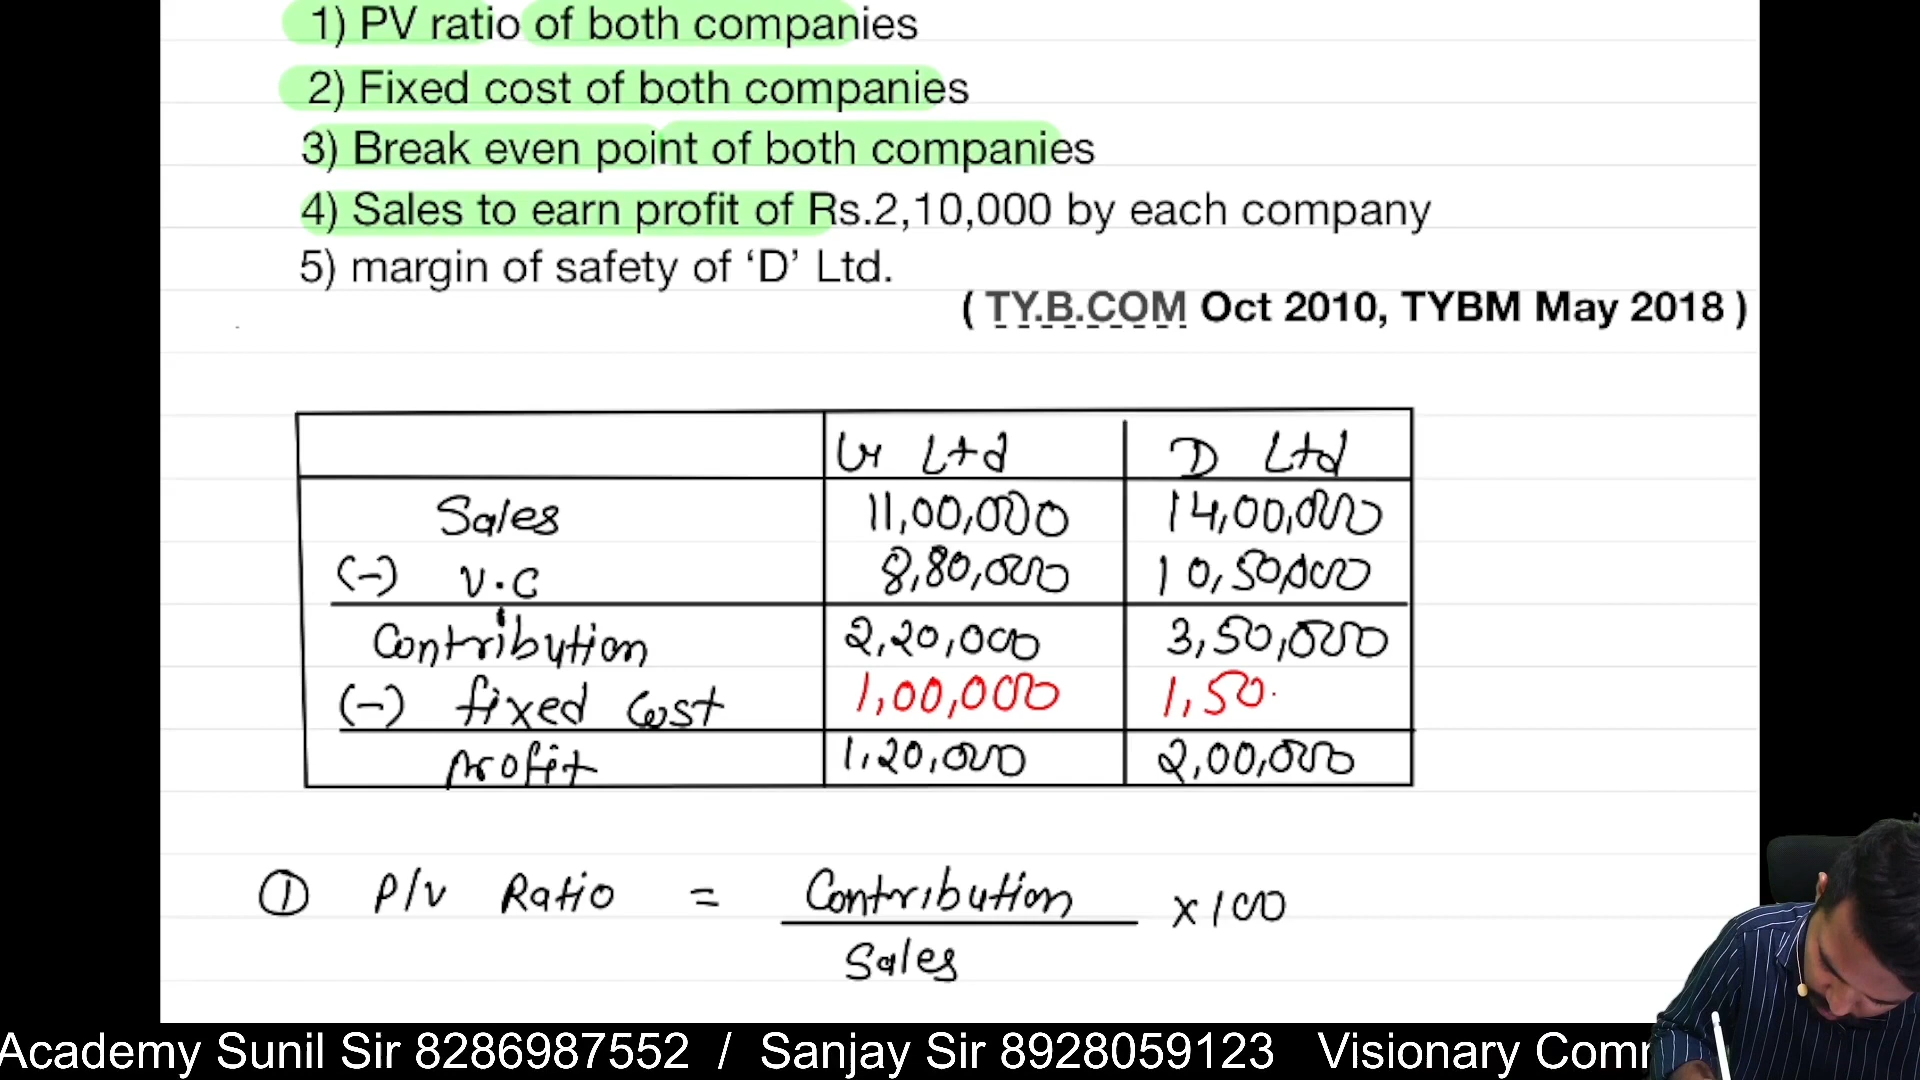 1) PV ratio of both companies
2) Fixed cost of both companies
3) Break even point of both companies
4) Sales to earn profit of Rs.2,10,000 by each company
5) margin of safety of ‘D’ Ltd.
( TY.B.COM Oct 2010, TYBM May 2018 )
Ltd D Ltd
Sales 11,00,000 14,00,000
(-) V.C 8,80,000 10,50,000
Contribution 2,20,000 3,50,000
(-) fixed cost 1,00,000 1,50
profit 1,20,000 2,00,000
① P/V Ratio = Contribution x100
Sales
Academy Sunil Sir 8286987552 / Sanjay Sir 8928059123 Visionary